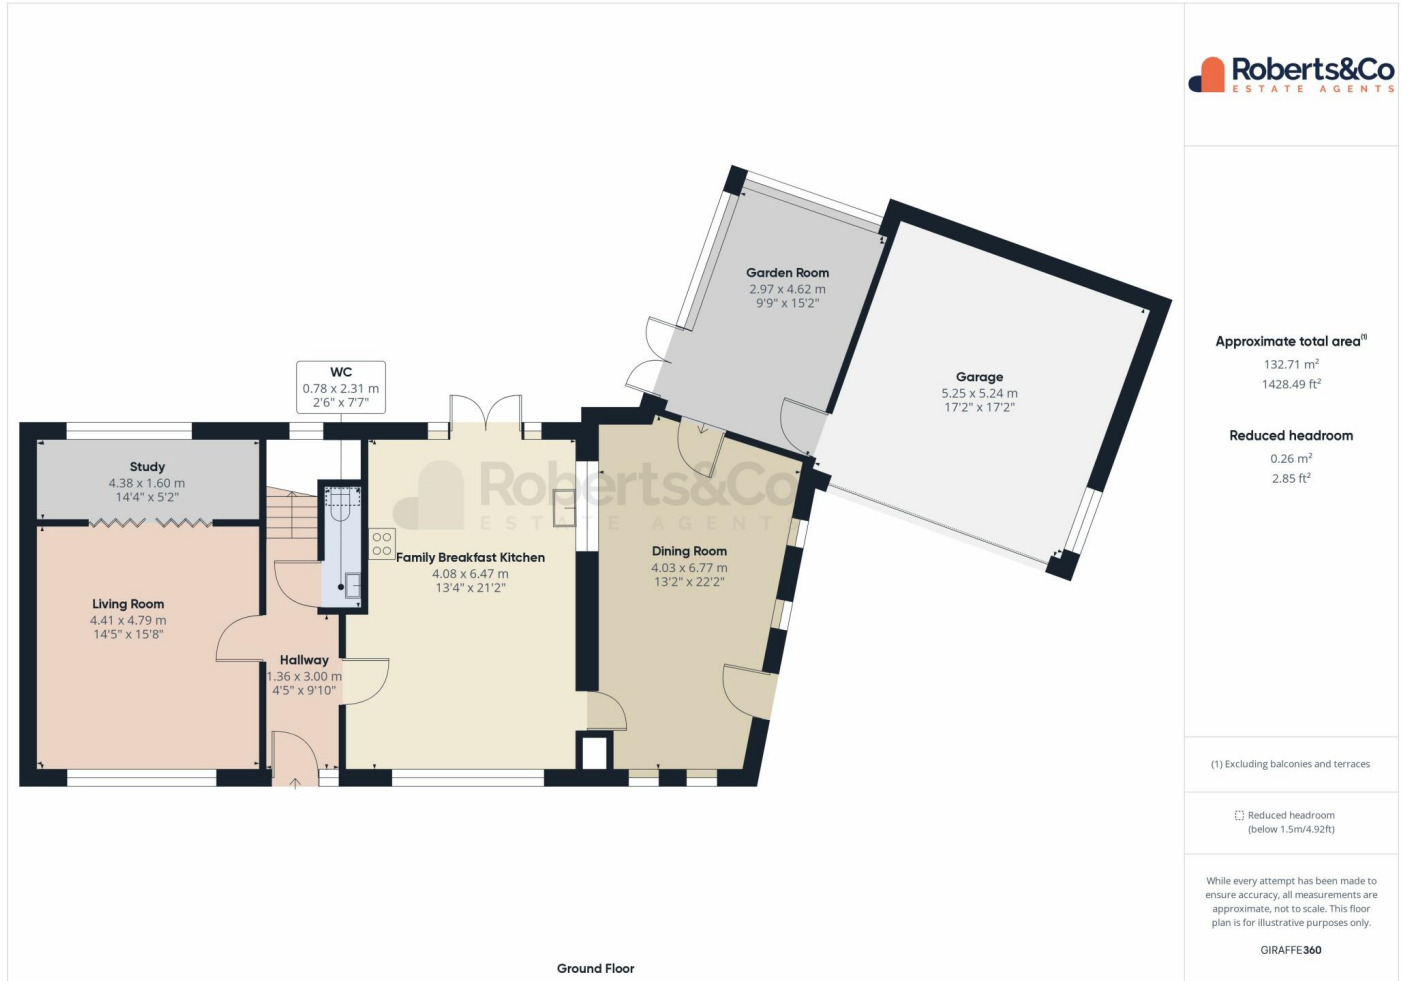 Roberts&Co
ESTATE AGENTS
Garden Room
2.97 x 4.62 m
9'9" x 15'2"
Garage
5.25 x 5.24 m
17'2" x 17'2"
WC
0.78 x 2.31 m
2'6" x 7'7"
Study
4.38 x 1.60 m
14'4" x 5'2"
Roberts&Co
ESTATE AGENTS
Family Breakfast Kitchen
4.08 x 6.47 m
13'4" x 21'2"
Dining Room
4.03 x 6.77 m
13'2" x 22'2"
Living Room
4.41 x 4.79 m
14'5" x 15'8"
Hallway
1.36 x 3.00 m
4'5" x 9'10"
Ground Floor
Approximate total area(1)
132.71 m²
1428.49 ft²
Reduced headroom
0.26 m²
2.85 ft²
(1) Excluding balconies and terraces
Reduced headroom
(below 1.5m/4.92ft)
While every attempt has been made to
ensure accuracy, all measurements are
approximate, not to scale. This floor
plan is for illustrative purposes only.
GIRAFFE360